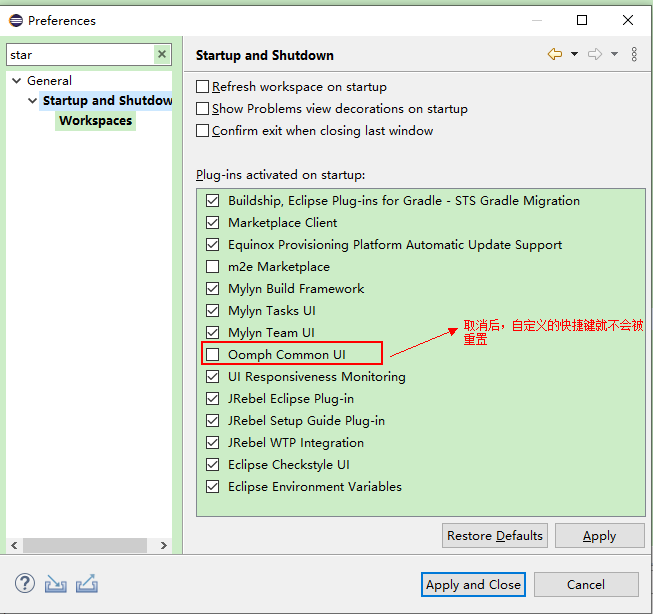 Preferences
star
Startup and Shutdown
General
Startup and Shutdow
Workspaces
Refresh workspace on startup
Show Problems view decorations on startup
Confirm exit when closing last window
Plug-ins activated on startup:
Buildship, Eclipse Plug-ins for Gradle - STS Gradle Migration
Marketplace Client
Equinox Provisioning Platform Automatic Update Support
m2e Marketplace
Mylyn Build Framework
Mylyn Tasks UI
Mylyn Team UI
Oomph Common UI
UI Responsiveness Monitoring
JRebel Eclipse Plug-in
JRebel Setup Guide Plug-in
JRebel WTP Integration
Eclipse Checkstyle UI
Eclipse Environment Variables
取消后，自定义的快捷键就不会被
重置
Restore Defaults
Apply
Apply and Close
Cancel